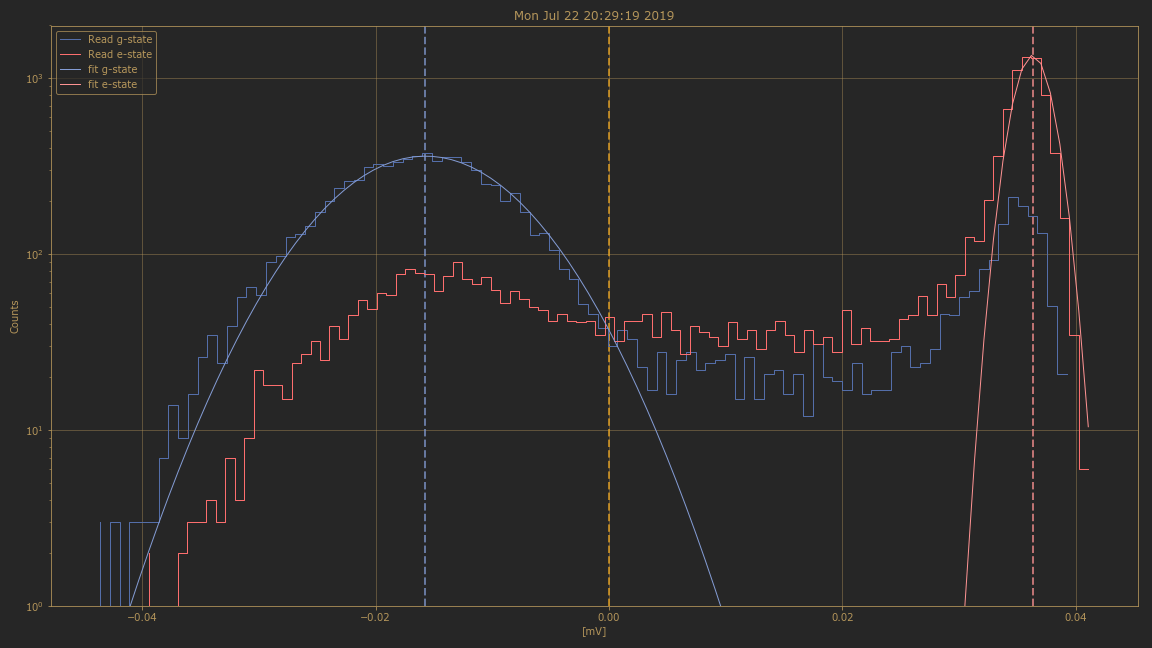 Mon Jul 22 20:29:19 2019
Read g-state
Read e-state
fit g-state
fit e-state
Counts
10³
10²
10¹
10⁰
−0.04
−0.02
0.00
0.02
0.04
[mV]